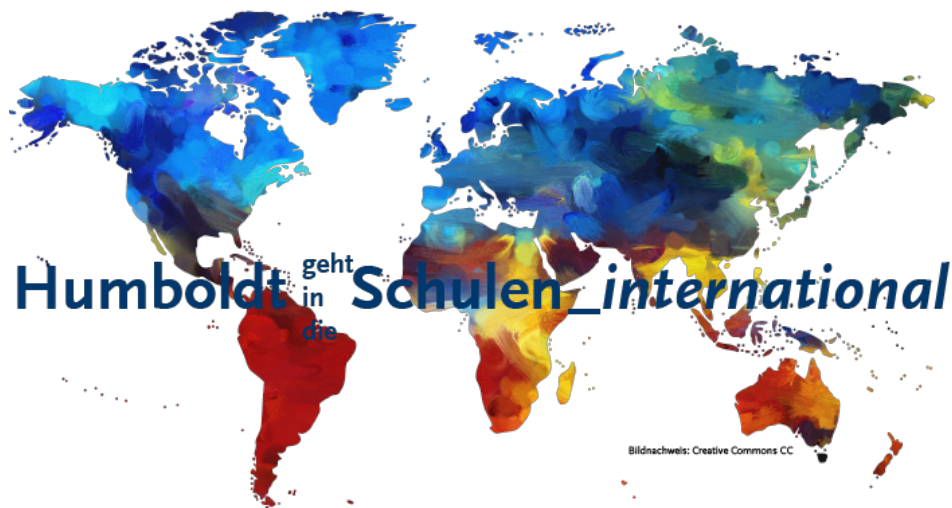 Humboldt geht in die Schulen_international
Bildnachweis: Creative Commons CC